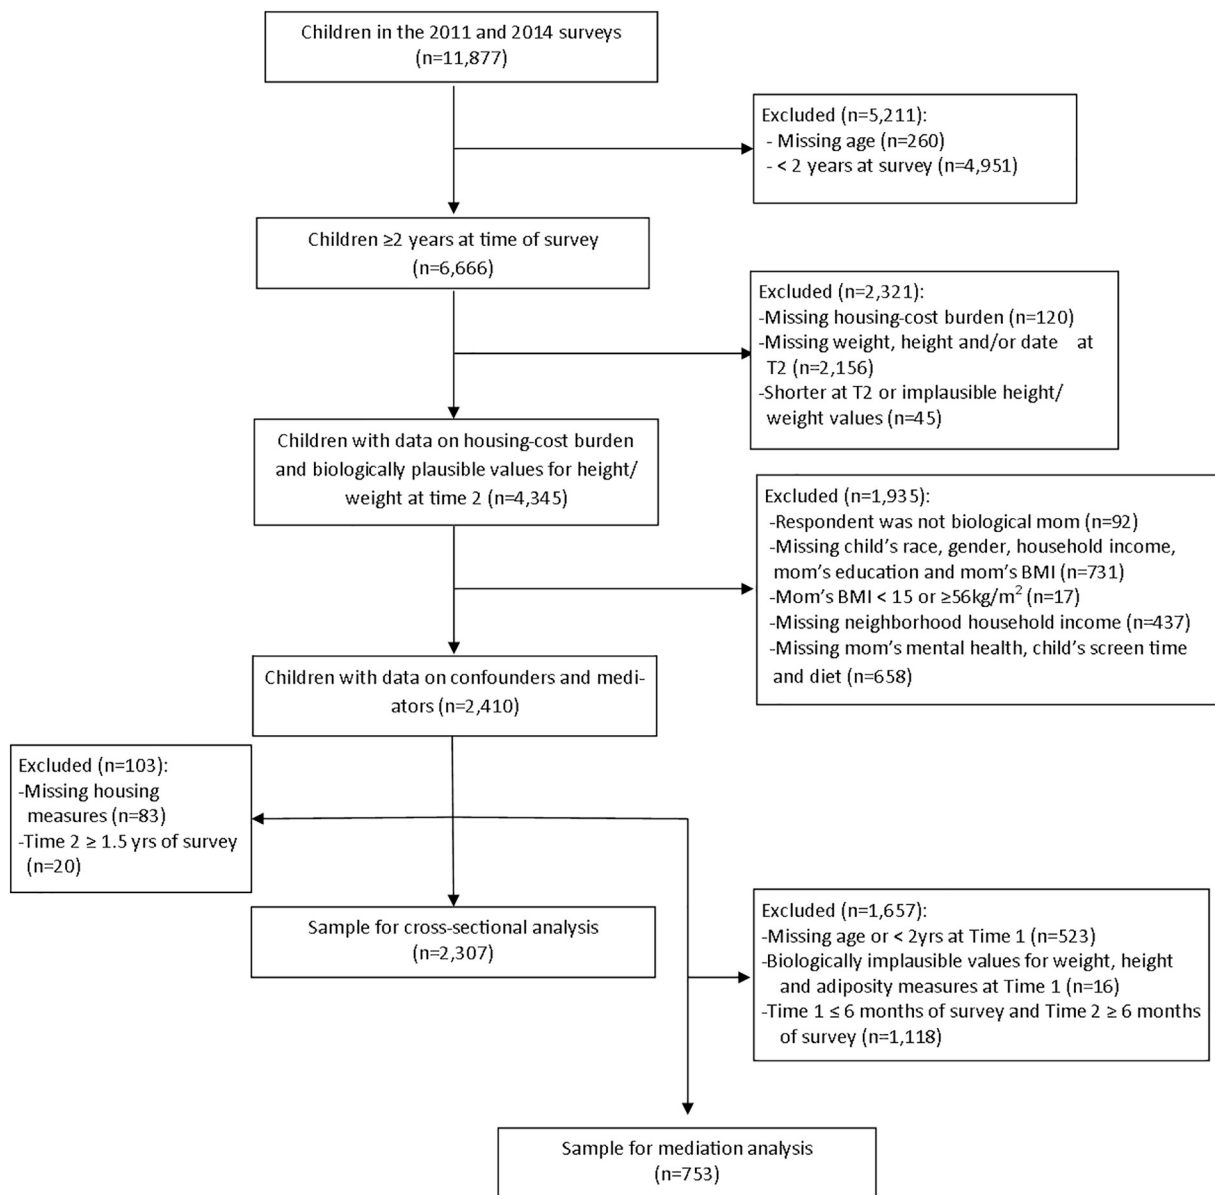 Children in the 2011 and 2014 surveys
(n=11,877)
Excluded (n=5,211):
- Missing age (n=260)
- < 2 years at survey (n=4,951)
Children ≥2 years at time of survey
(n=6,666)
Excluded (n=2,321):
-Missing housing-cost burden (n=120)
-Missing weight, height and/or date at
T2 (n=2,156)
-Shorter at T2 or implausible height/
weight values (n=45)
Children with data on housing-cost burden
and biologically plausible values for height/
weight at time 2 (n=4,345)
Excluded (n=1,935):
-Respondent was not biological mom (n=92)
-Missing child's race, gender, household income,
mom's education and mom's BMI (n=731)
-Mom's BMI < 15 or ≥56kg/m² (n=17)
-Missing neighborhood household income (n=437)
-Missing mom's mental health, child's screen time
and diet (n=658)
Children with data on confounders and medi-
ators (n=2,410)
Excluded (n=103):
-Missing housing
measures (n=83)
-Time 2 ≥ 1.5 yrs of survey
(n=20)
Sample for cross-sectional analysis
(n=2,307)
Excluded (n=1,657):
-Missing age or < 2yrs at Time 1 (n=523)
-Biologically implausible values for weight, height
and adiposity measures at Time 1 (n=16)
-Time 1 ≤ 6 months of survey and Time 2 ≥ 6 months
of survey (n=1,118)
Sample for mediation analysis
(n=753)